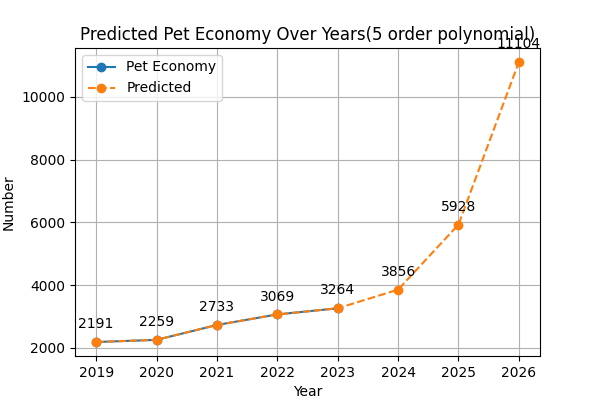 Predicted Pet Economy Over Years(5 order polynomial)
11104
Pet Economy
Predicted
10000
8000
6000
4000
2000
Number
5928
3856
3264
3069
2733
2259
2191
2019 2020 2021 2022 2023 2024 2025 2026
Year